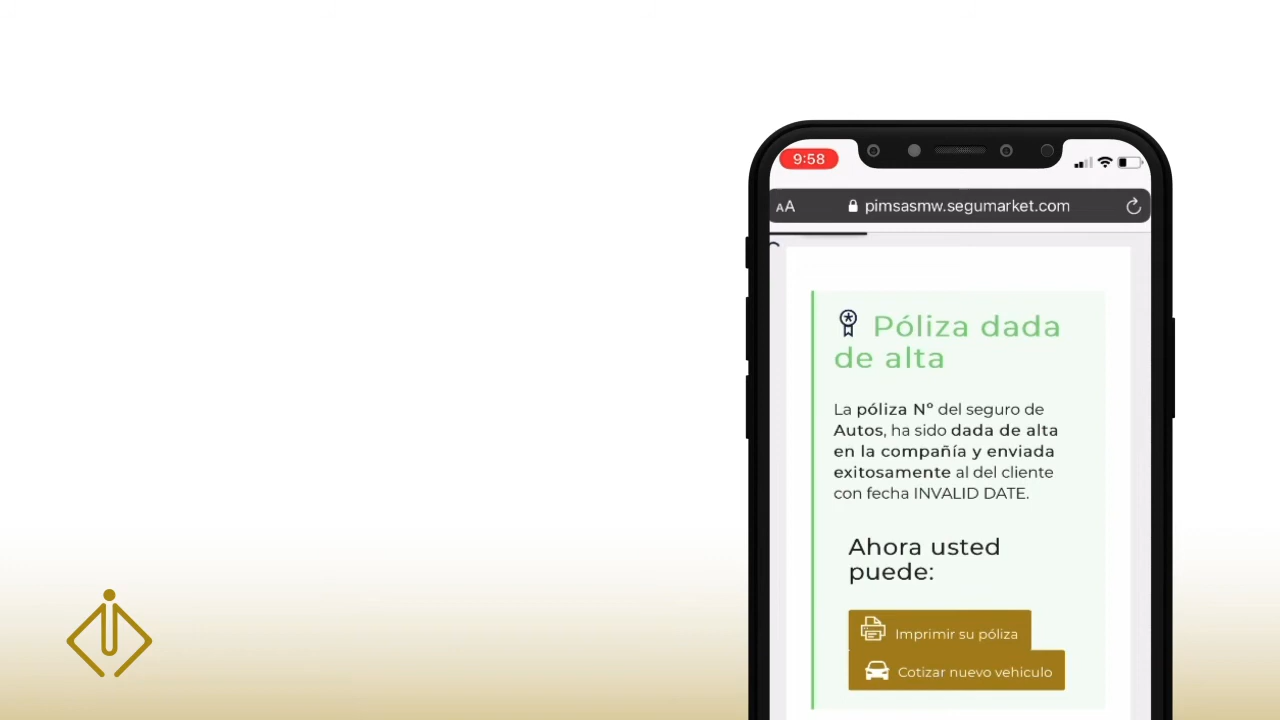 9:58
AA pimsasmw.segumarket.com
Póliza dada
de alta
La póliza Nº del seguro de
Autos, ha sido dada de alta
en la compañía y enviada
exitosamente al del cliente
con fecha INVALID DATE.
Ahora usted
puede:
Imprimir su póliza
Cotizar nuevo vehiculo